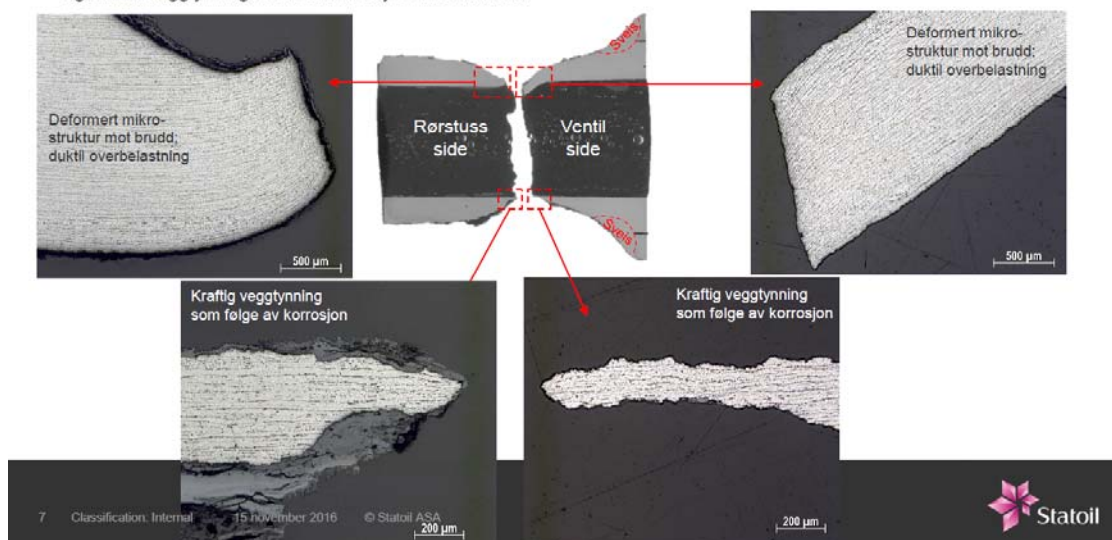 Deformert mikro-
struktur mot brudd;
duktil overbelastning
500 µm
Rørstuss
side
Ventil
side
Sveis
Sveis
Deformert mikro-
struktur mot brudd;
duktil overbelastning
500 µm
Kraftig veggtynning
som følge av korrosjon
200 µm
Kraftig veggtynning
som følge av korrosjon
200 µm
7 Classification: Internal 15 november 2016 © Statoil ASA
Statoil